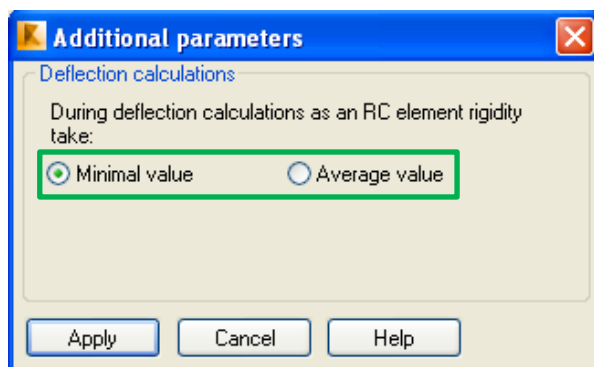 Additional parameters
Deflection calculations
During deflection calculations as an RC element rigidity
take:
Minimal value Average value
Apply Cancel Help